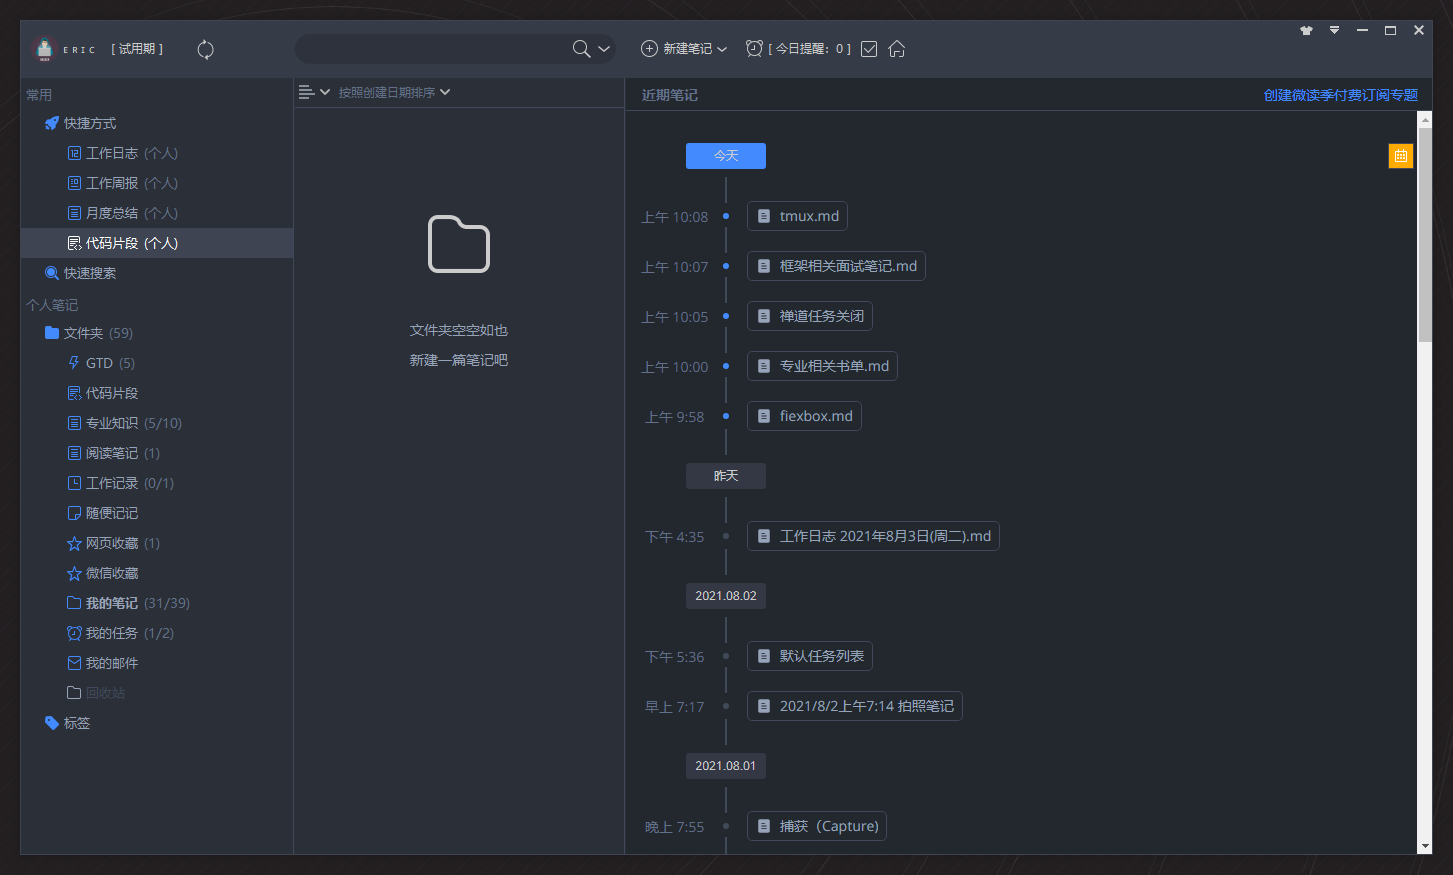 ERIC [ 试用期 ]
新建笔记
[ 今日提醒: 0 ]
常用
快捷方式
工作日志 (个人)
工作周报 (个人)
月度总结 (个人)
代码片段 (个人)
快速搜索
个人笔记
文件夹 (59)
GTD (5)
代码片段
专业知识 (5/10)
阅读笔记 (1)
工作记录 (0/1)
随便记记
网页收藏 (1)
微信收藏
我的笔记 (31/39)
我的任务 (1/2)
我的邮件
回收站
标签
按照创建日期排序
文件夹空空如也
新建一篇笔记吧
近期笔记
创建微读季付费订阅专题
今天
上午 10:08 tmux.md
上午 10:07 框架相关面试笔记.md
上午 10:05 禅道任务关闭
上午 10:00 专业相关书单.md
上午 9:58 fiexbox.md
昨天
下午 4:35 工作日志 2021年8月3日(周二).md
2021.08.02
下午 5:36 默认任务列表
早上 7:17 2021/8/2上午7:14 拍照笔记
2021.08.01
晚上 7:55 捕获（Capture)